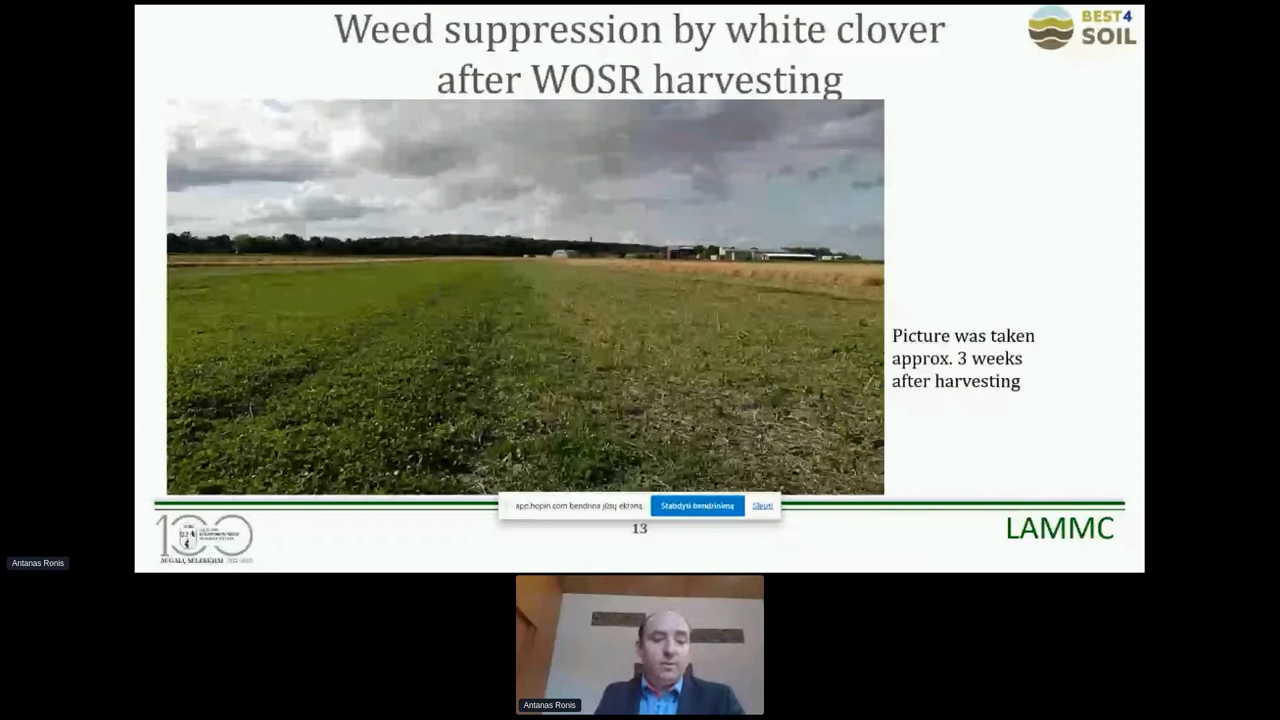 Weed suppression by white clover
after WOSR harvesting
BEST4
SOIL
Picture was taken
approx. 3 weeks
after harvesting
app.hopin.com bendrina jūsų ekraną
Stabdyti bendrinimą
Slėpti
13
100
LAMMC
Antanas Ronis
Antanas Ronis